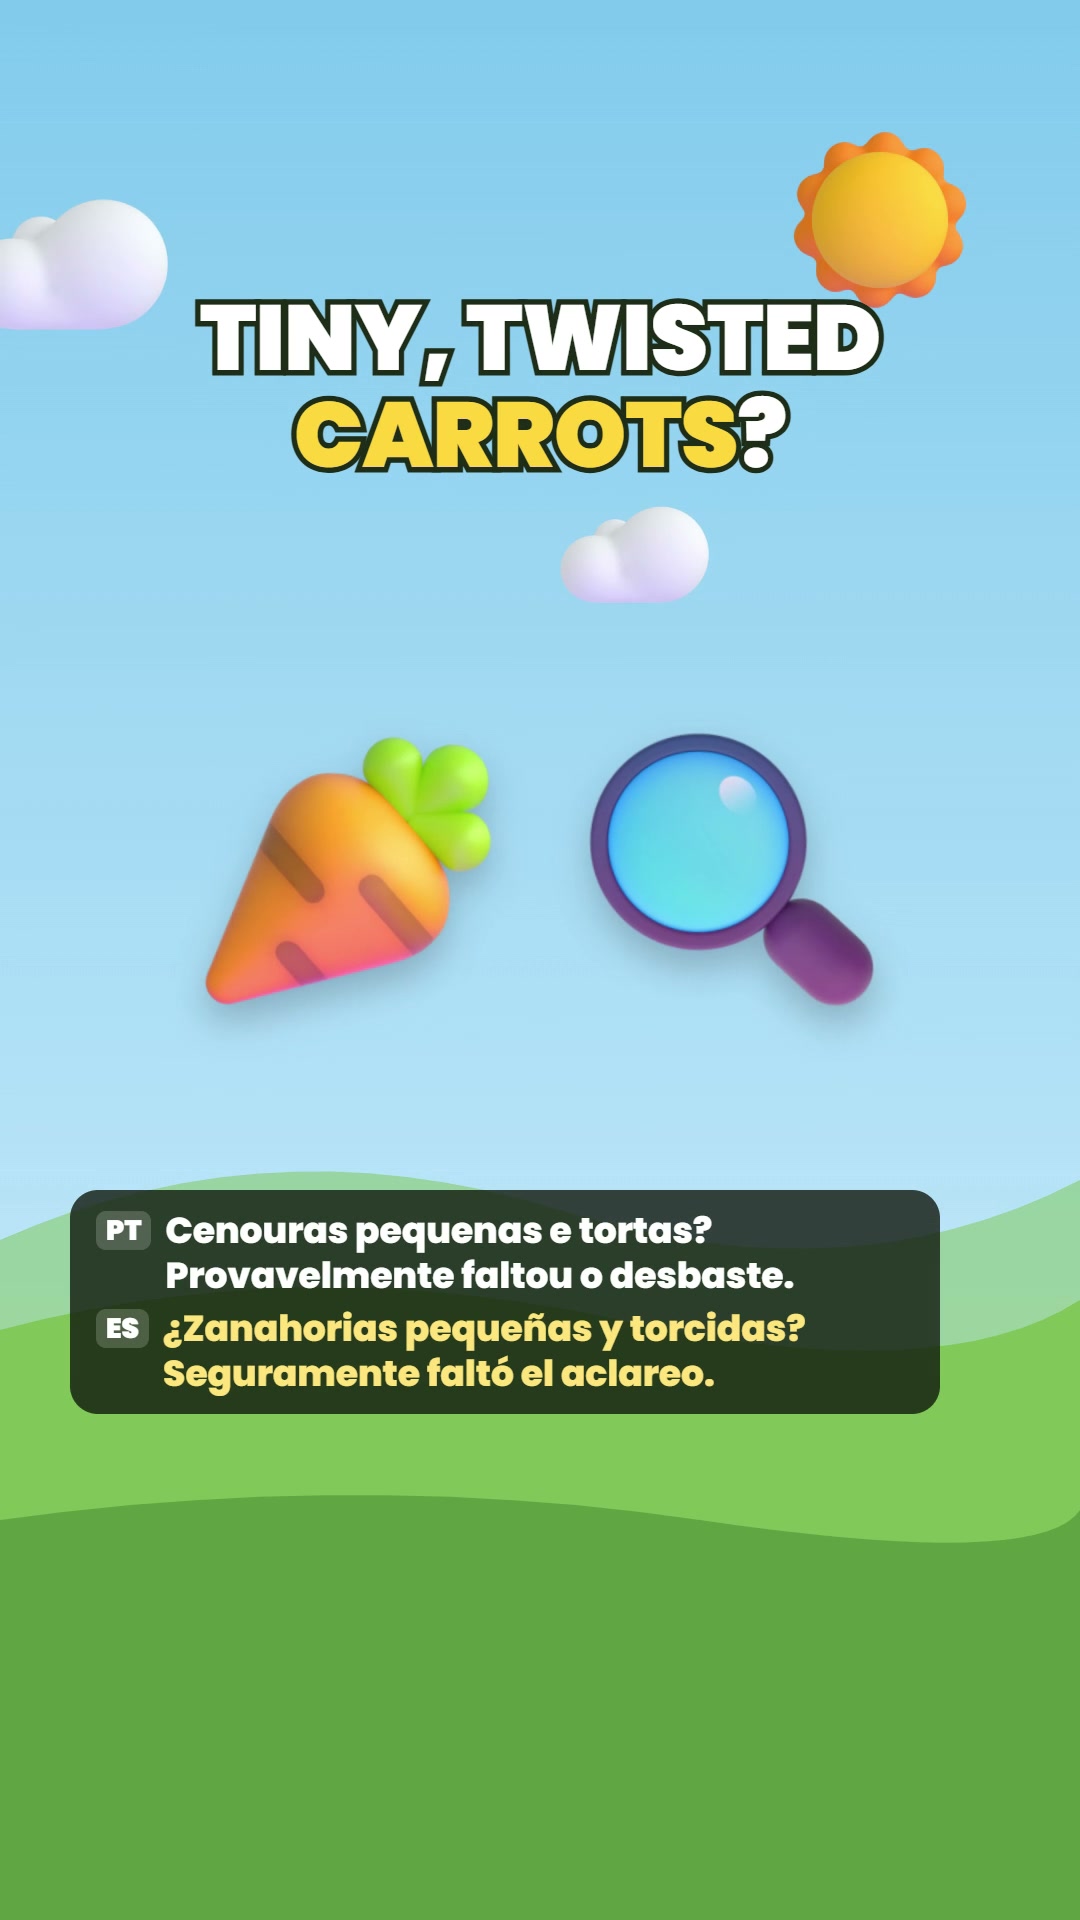 TINY, TWISTED
CARROTS?
PT Cenouras pequenas e tortas?
Provavelmente faltou o desbaste.
ES ¿Zanahorias pequeñas y torcidas?
Seguramente faltó el aclareo.